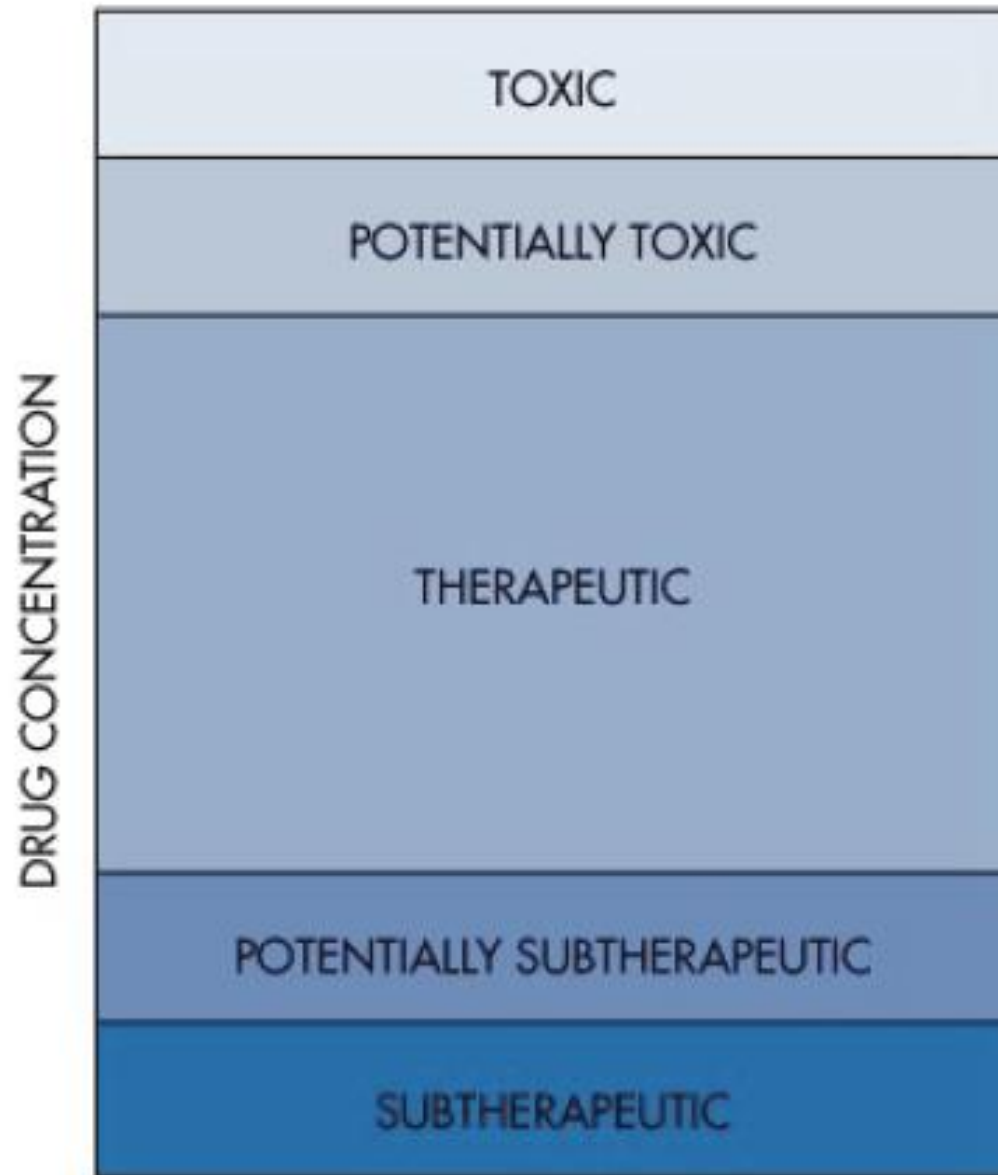 TOXIC
POTENTIALLY TOXIC
DRUG CONCENTRATION
THERAPEUTIC
POTENTIALLY SUBTHERAPEUTIC
SUBTHERAPEUTIC